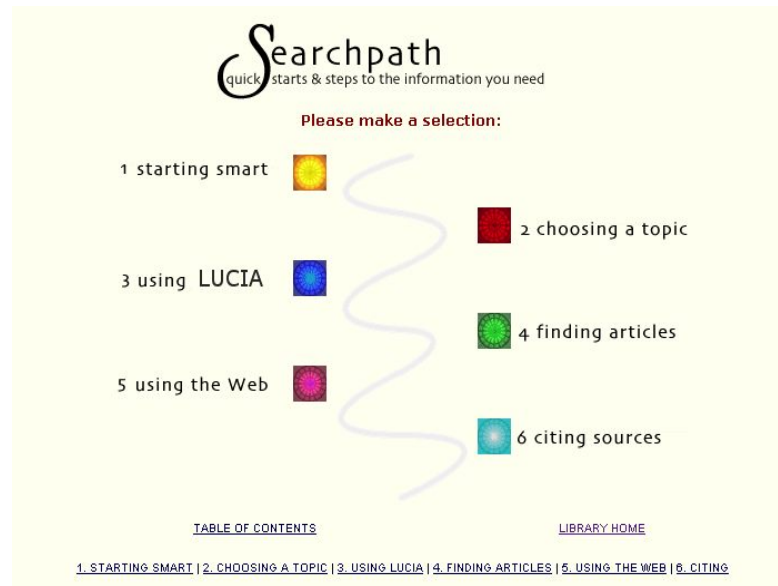 Searchpath
quick starts & steps to the information you need
Please make a selection:
1 starting smart
2 choosing a topic
3 using LUCIA
4 finding articles
5 using the Web
6 citing sources
TABLE OF CONTENTS
LIBRARY HOME
1. STARTING SMART | 2. CHOOSING A TOPIC | 3. USING LUCIA | 4. FINDING ARTICLES | 5. USING THE WEB | 6. CITING